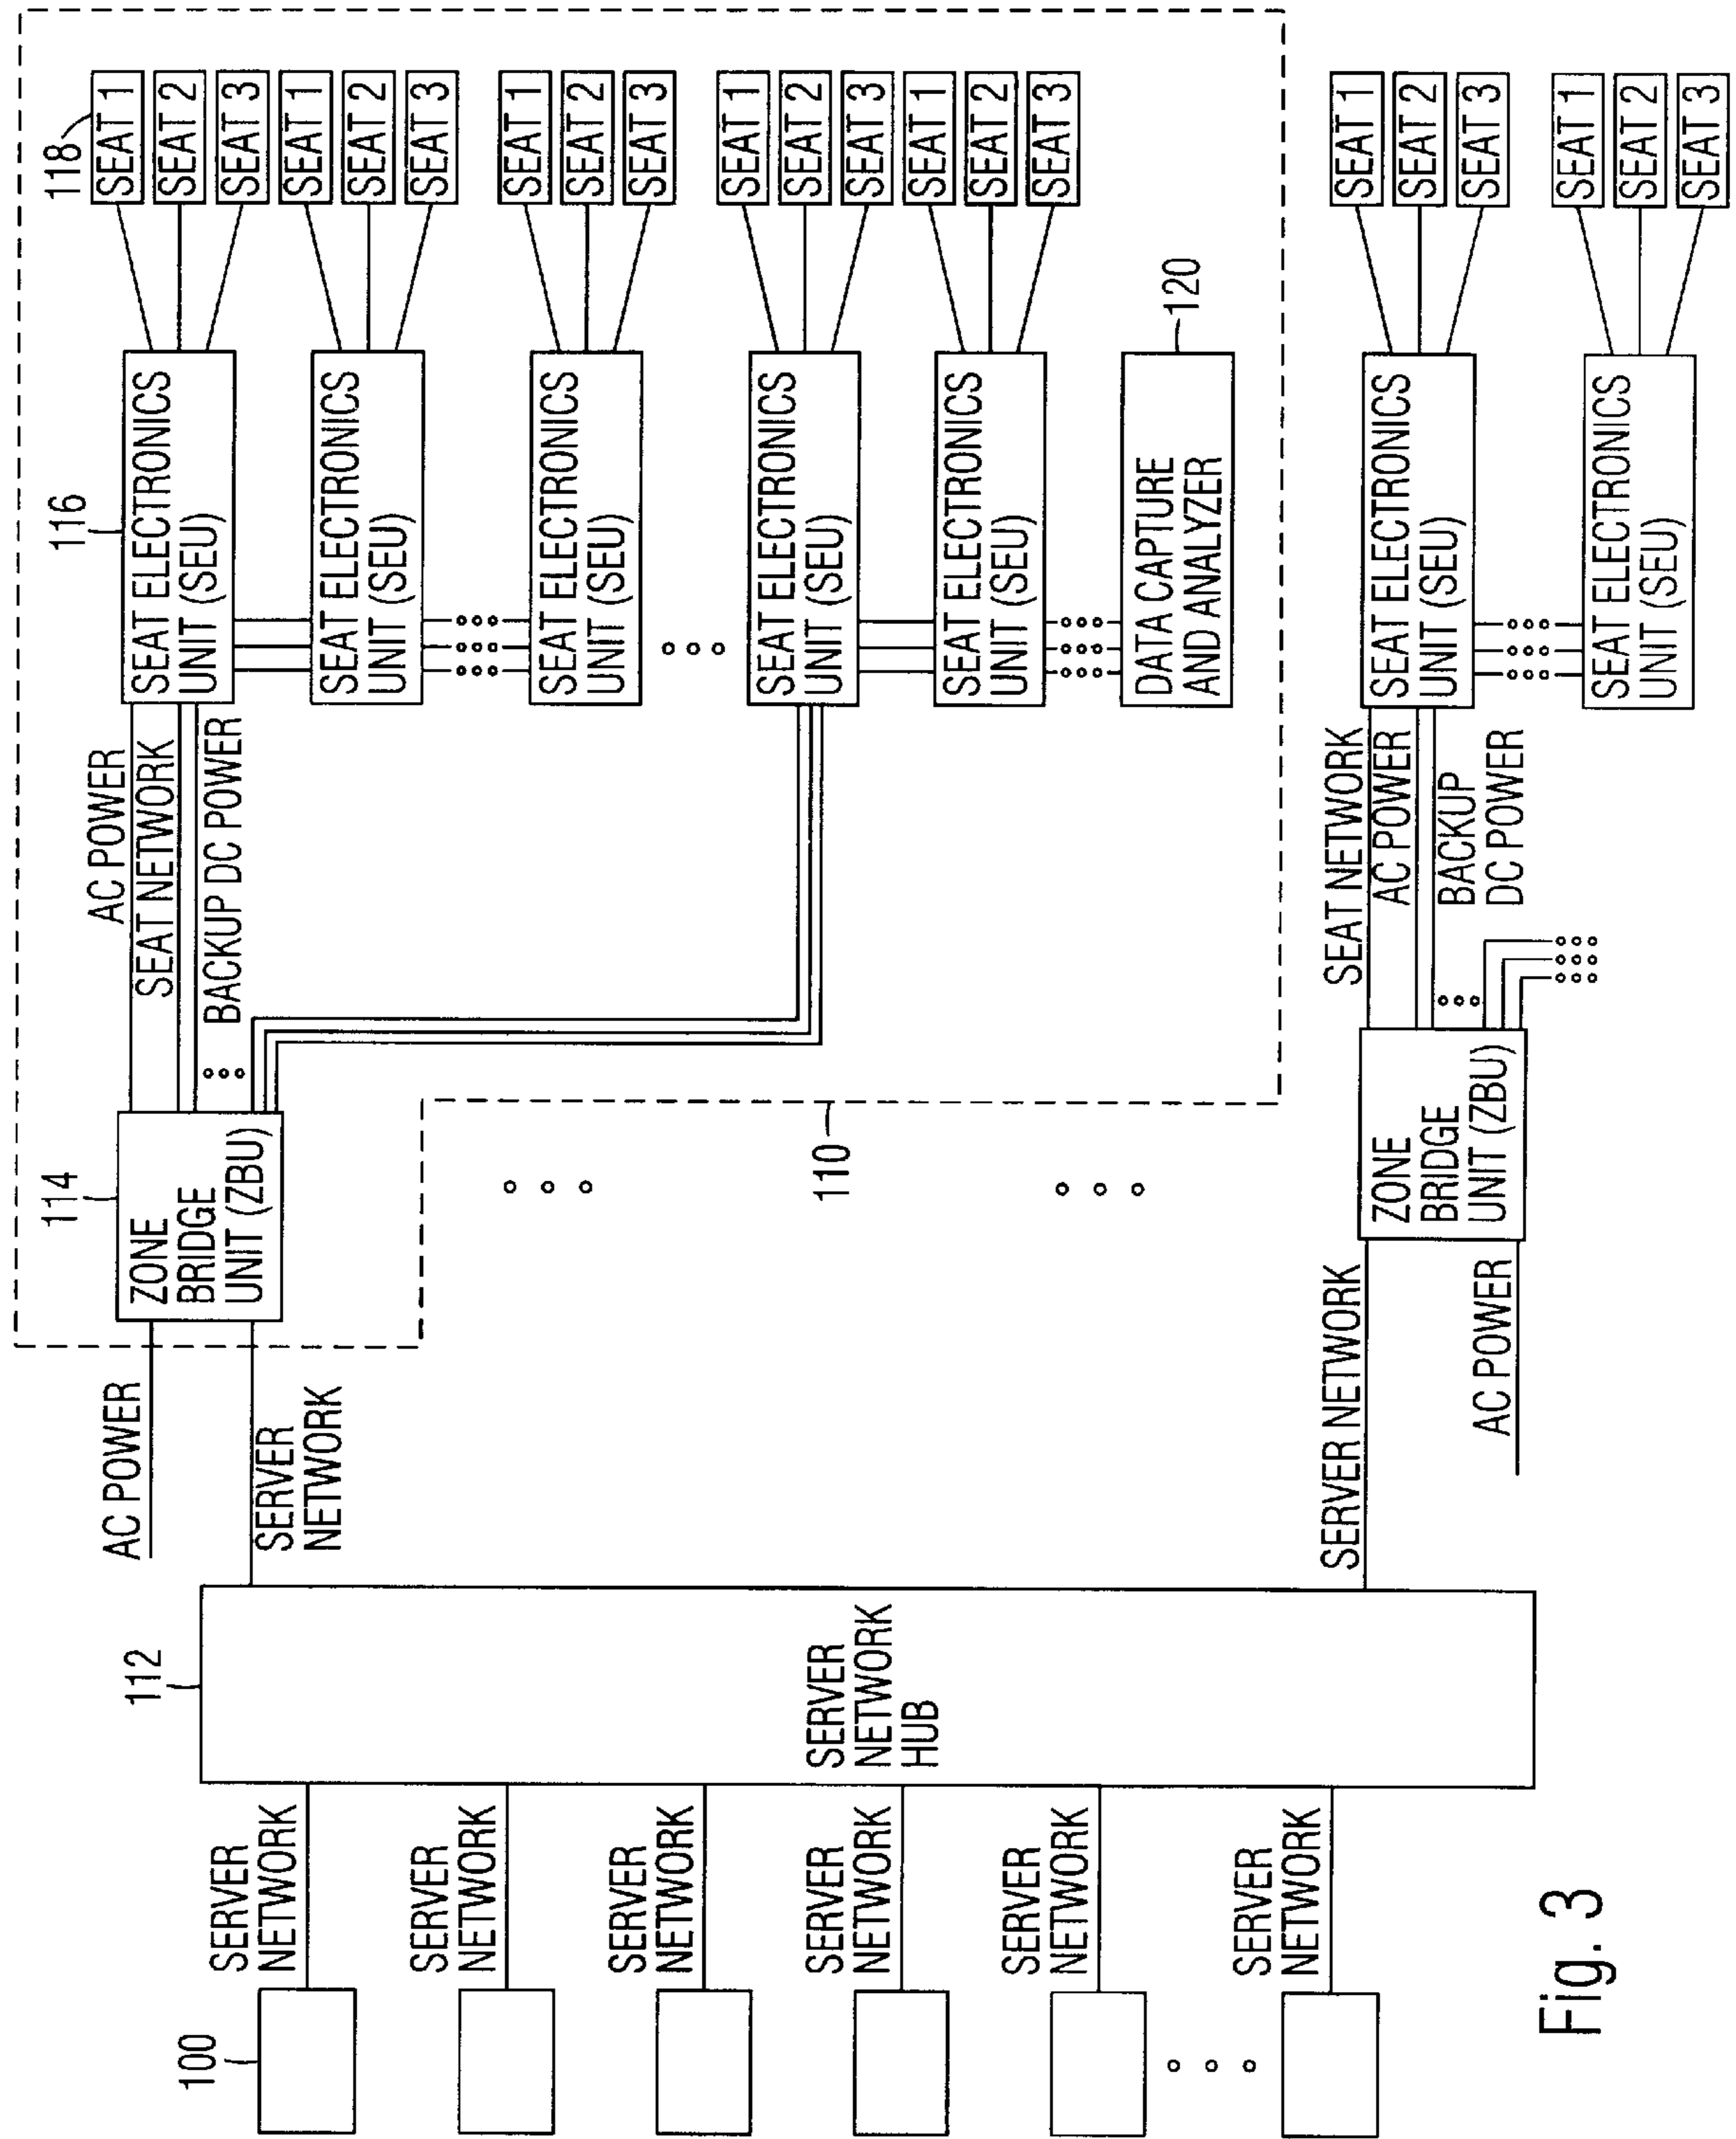 100
SERVER
NETWORK
SERVER
NETWORK
SERVER
NETWORK
SERVER
NETWORK
SERVER
NETWORK
SERVER
NETWORK
112
SERVER
NETWORK
HUB
AC POWER
SERVER
NETWORK
SERVER NETWORK
AC POWER
114
ZONE
BRIDGE
UNIT (ZBU)
110
ZONE
BRIDGE
UNIT (ZBU)
AC POWER
SEAT NETWORK
BACKUP DC POWER
SEAT NETWORK
AC POWER
BACKUP
DC POWER
116
SEAT ELECTRONICS
UNIT (SEU)
SEAT ELECTRONICS
UNIT (SEU)
SEAT ELECTRONICS
UNIT (SEU)
SEAT ELECTRONICS
UNIT (SEU)
SEAT ELECTRONICS
UNIT (SEU)
DATA CAPTURE
AND ANALYZER
120
SEAT ELECTRONICS
UNIT (SEU)
SEAT ELECTRONICS
UNIT (SEU)
118
SEAT 1
SEAT 2
SEAT 3
SEAT 1
SEAT 2
SEAT 3
SEAT 1
SEAT 2
SEAT 3
SEAT 1
SEAT 2
SEAT 3
SEAT 1
SEAT 2
SEAT 3
SEAT 1
SEAT 2
SEAT 3
SEAT 1
SEAT 2
SEAT 3
Fig. 3